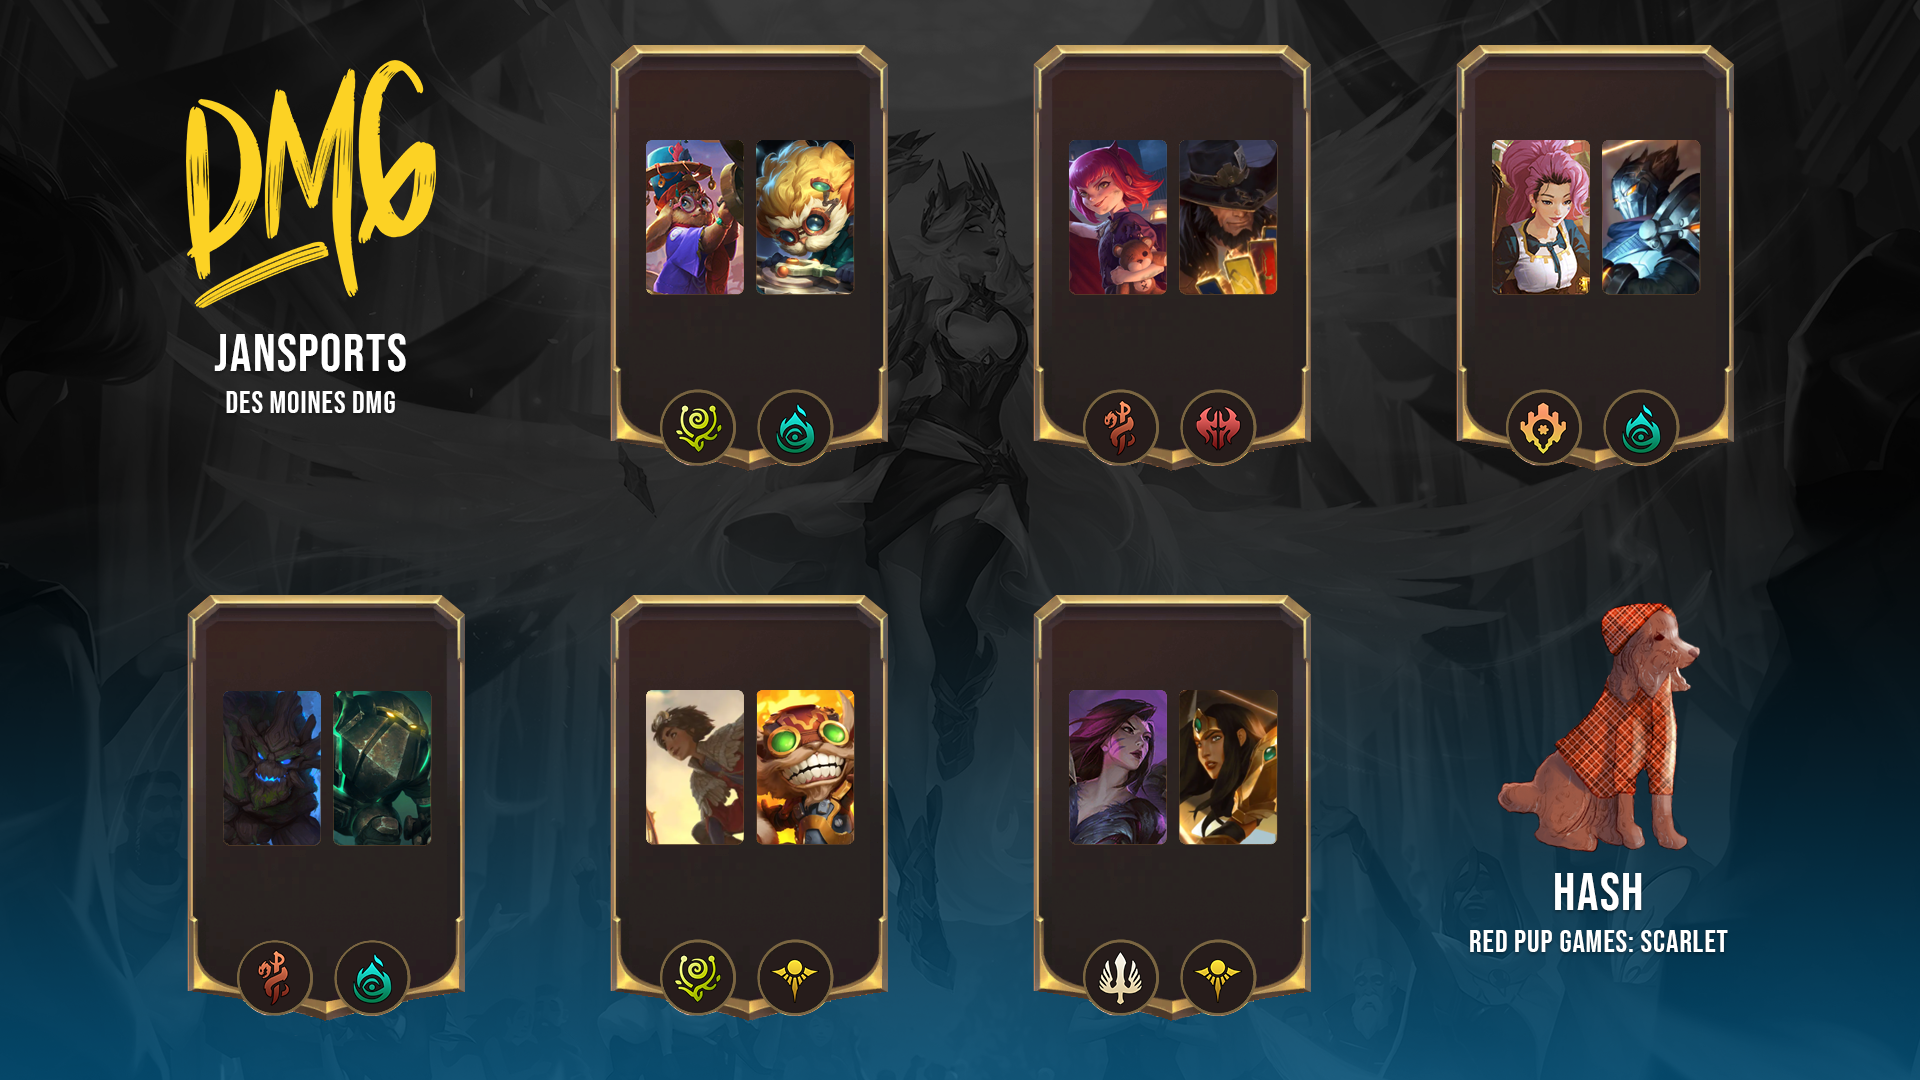 DMG
JANSPORTS
DES MOINES DMG
HASH
RED PUP GAMES: SCARLET